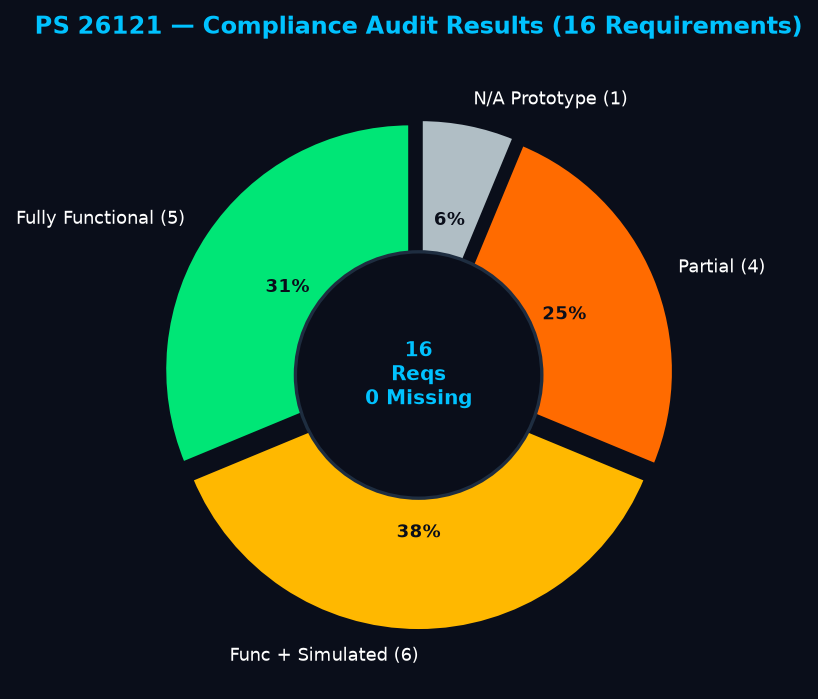 PS 26121 — Compliance Audit Results (16 Requirements)
N/A Prototype (1)
6%
Fully Functional (5)
31%
Partial (4)
25%
16
Reqs
0 Missing
38%
Func + Simulated (6)